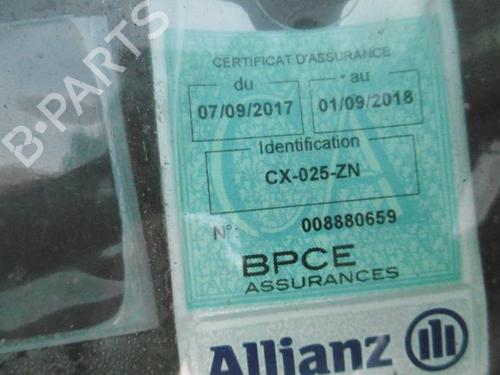 B-PARTS
CERTIFICAT D'ASSURANCE
du au
07/09/2017 01/09/2018
Identification
CX-025-ZN
N°: 008880659
BPCE
ASSURANCES
Allianz